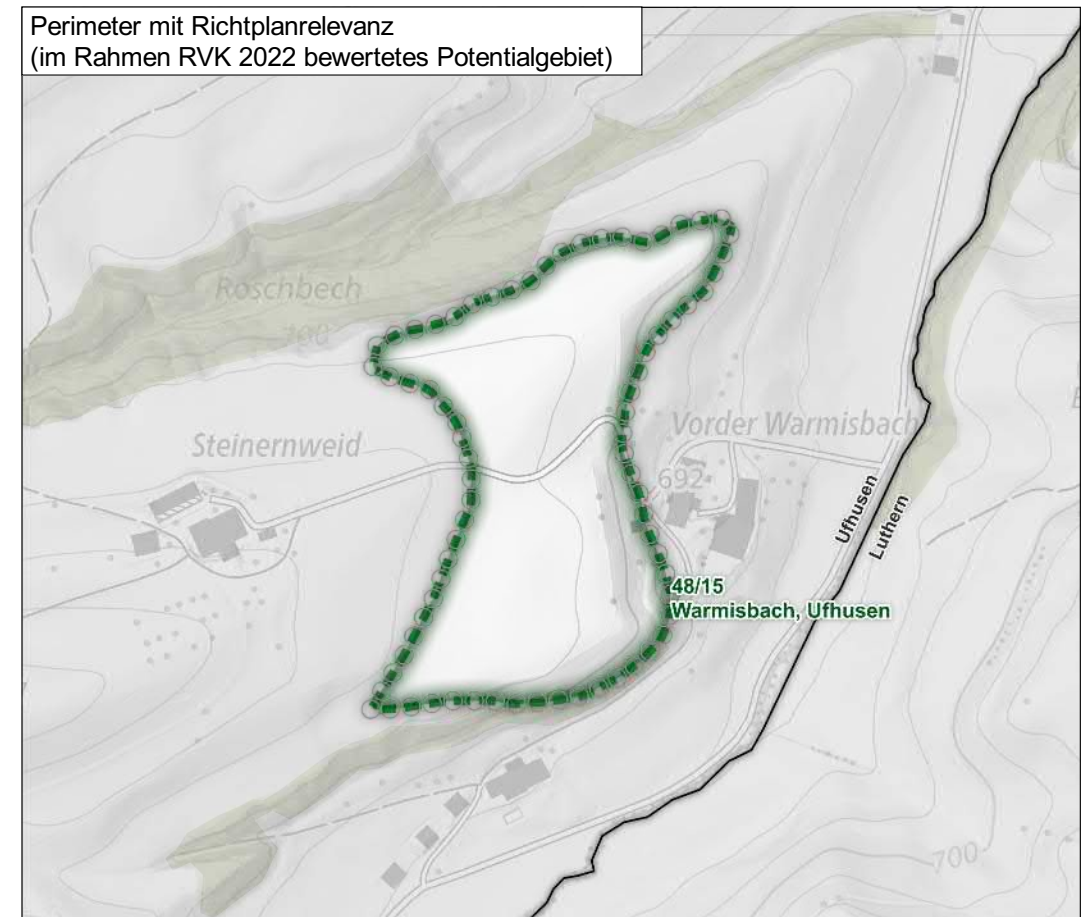 Perimeter mit Richtplanrelevanz
(im Rahmen RVK 2022 bewertetes Potentialgebiet)
Roschbech
700
Steinernweid
Vorder Warmisbach
692
Ufhusen
Luthern
48/15
Warmisbach, Ufhusen
700